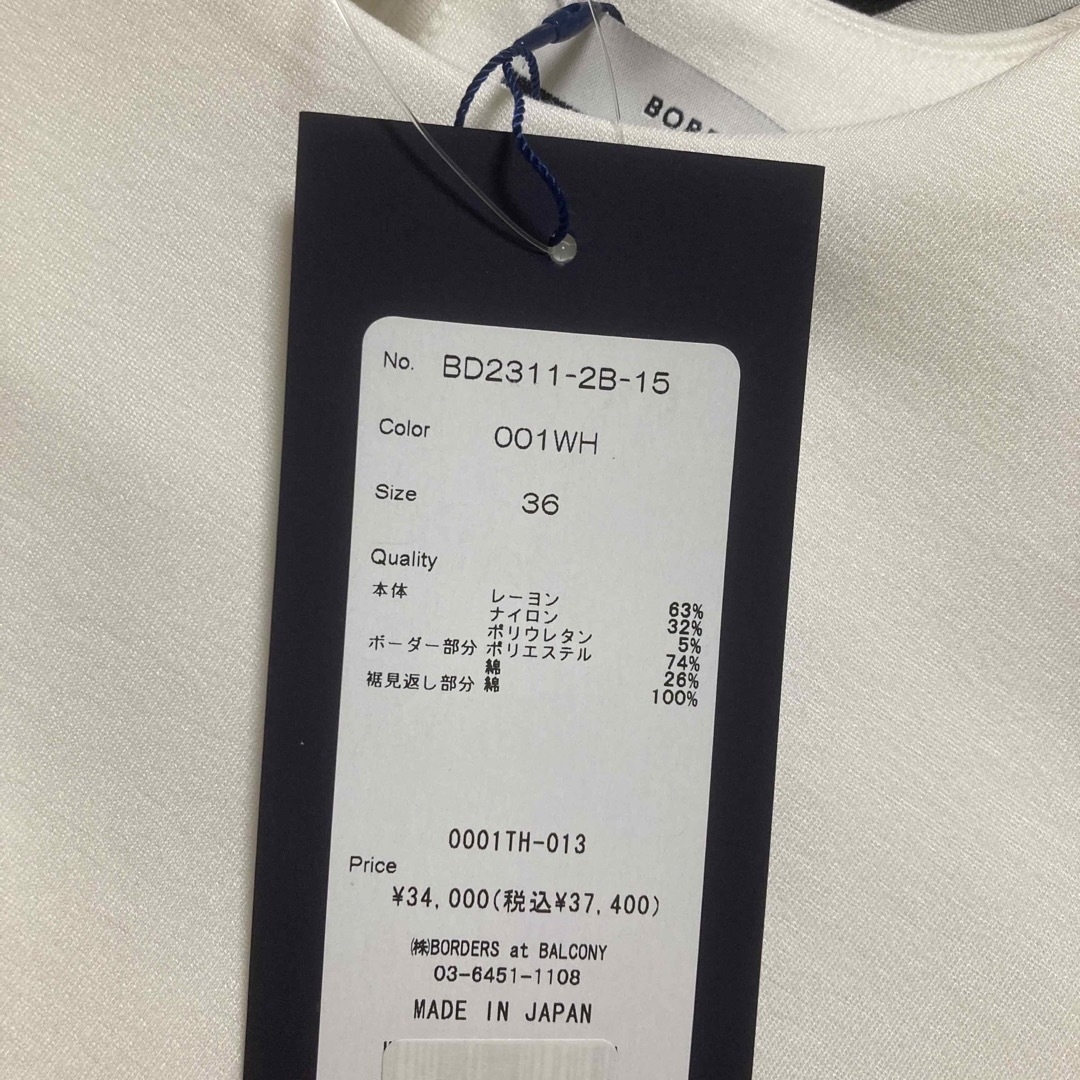 No. BD2311-2B-15
Color 001WH
Size 36
Quality
本体 レーヨン 63%
ナイロン 32%
ポリウレタン 5%
ボーダー部分 ポリエステル 74%
綿 26%
裾見返し部分 綿 100%
0001TH-013
Price
¥34,000(税込¥37,400)
㈱BORDERS at BALCONY
03-6451-1108
MADE IN JAPAN